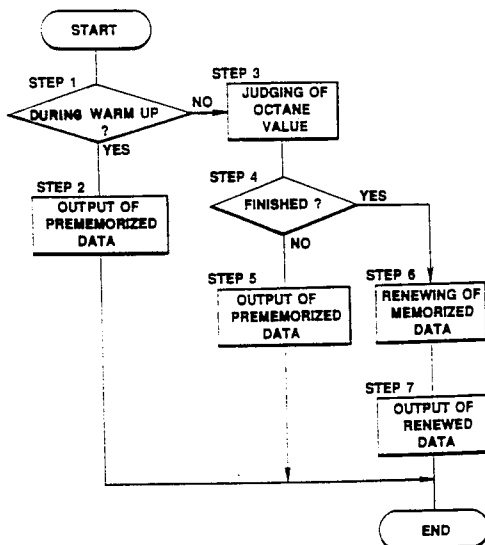 START
STEP 1
DURING WARM UP
?
NO
YES
STEP 2
OUTPUT OF
PREMEMORIZED
DATA
STEP 3
JUDGING OF
OCTANE
VALUE
STEP 4
FINISHED ?
YES
NO
STEP 5
OUTPUT OF
PREMEMORIZED
DATA
STEP 6
RENEWING OF
MEMORIZED
DATA
STEP 7
OUTPUT OF
RENEWED
DATA
END